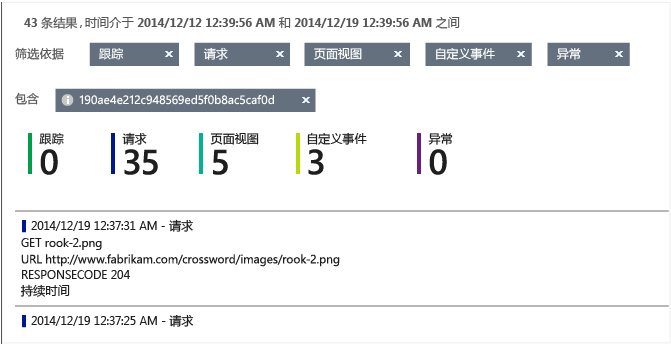 43 条结果，时间介于 2014/12/12 12:39:56 AM 和 2014/12/19 12:39:56 AM 之间
筛选依据 跟踪 × 请求 × 页面视图 × 自定义事件 × 异常 ×
包含 190ae4e212c948569ed5f0b8ac5caf0d ×
跟踪 请求 页面视图 自定义事件 异常
0 35 5 3 0
2014/12/19 12:37:31 AM - 请求
GET rook-2.png
URL http://www.fabrikam.com/crossword/images/rook-2.png
RESPONSECODE 204
持续时间
2014/12/19 12:37:25 AM - 请求